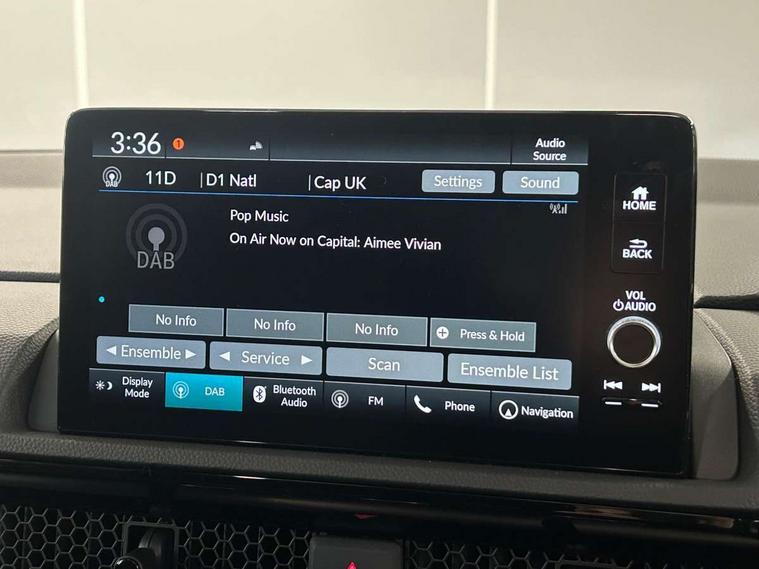 3:36 1
Audio
Source
DAB 11D |D1 Natl |Cap UK Settings Sound
HOME
Pop Music
On Air Now on Capital: Aimee Vivian
DAB
BACK
VOL
AUDIO
No Info No Info No Info Press & Hold
Ensemble Service Scan Ensemble List
Display
Mode
DAB
Bluetooth
Audio
FM
Phone
Navigation